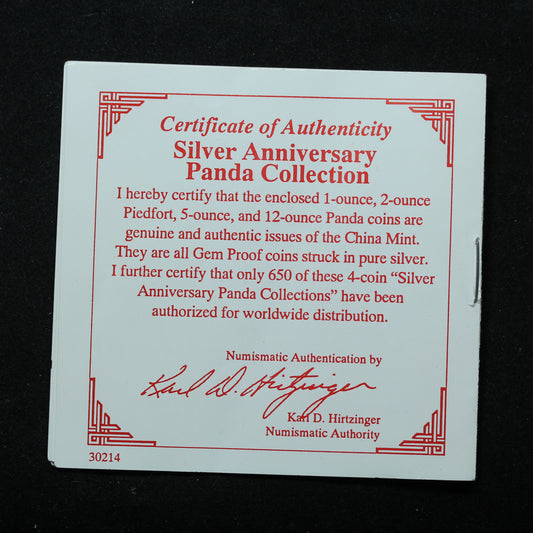 Certificate of Authenticity
Silver Anniversary
Panda Collection
I hereby certify that the enclosed 1-ounce, 2-ounce
Piedfort, 5-ounce, and 12-ounce Panda coins are
genuine and authentic issues of the China Mint.
They are all Gem Proof coins struck in pure silver.
I further certify that only 650 of these 4-coin “Silver
Anniversary Panda Collections” have been
authorized for worldwide distribution.
Numismatic Authentication by
Karl D. Hirtzinger
Karl D. Hirtzinger
Numismatic Authority
30214